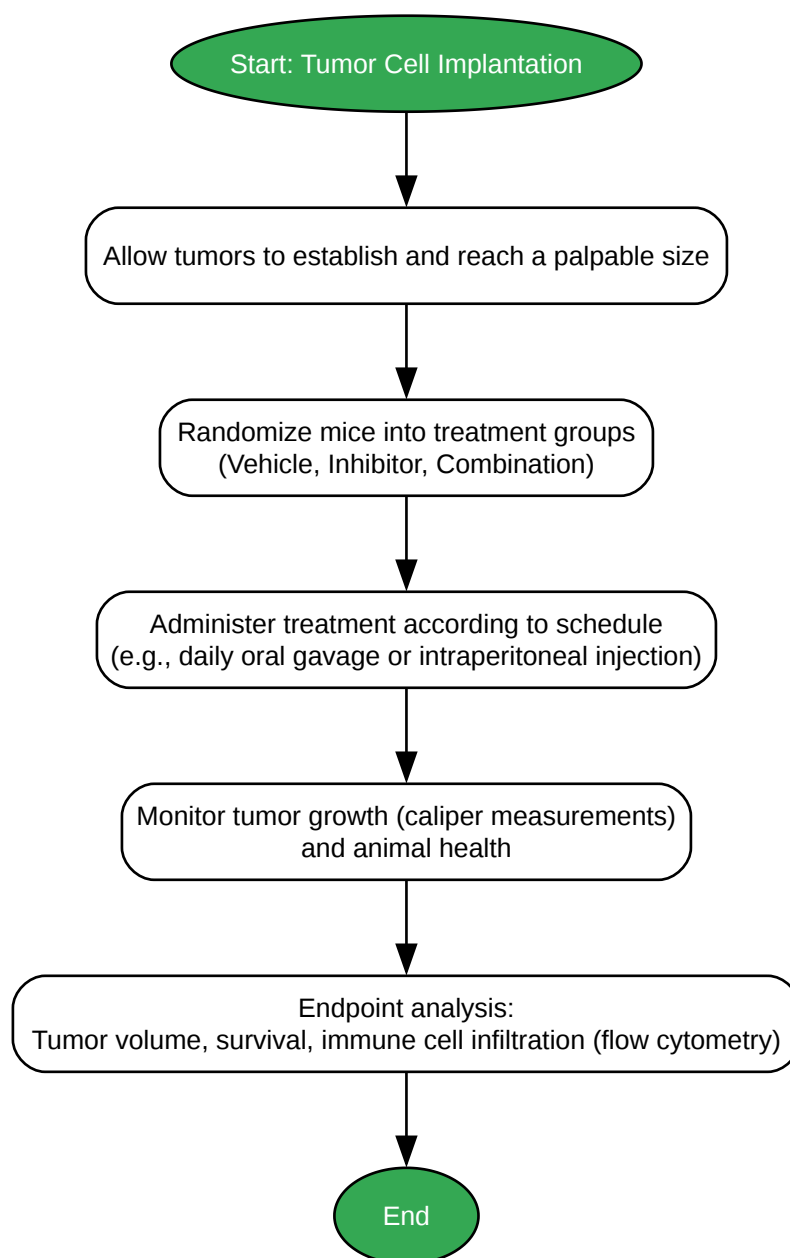 Start: Tumor Cell Implantation
Allow tumors to establish and reach a palpable size
Randomize mice into treatment groups
(Vehicle, Inhibitor, Combination)
Administer treatment according to schedule
(e.g., daily oral gavage or intraperitoneal injection)
Monitor tumor growth (caliper measurements)
and animal health
Endpoint analysis:
Tumor volume, survival, immune cell infiltration (flow cytometry)
End